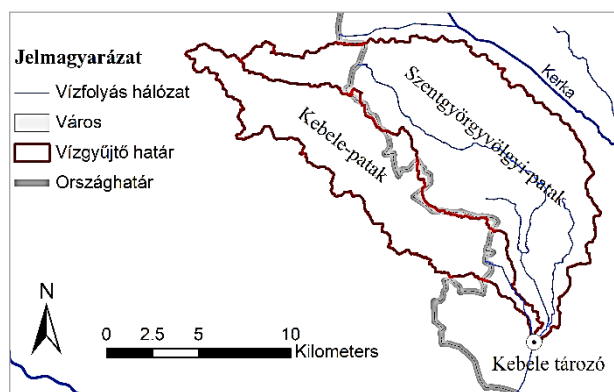 Jelmagyarázat
Vízfolyás hálózat
Város
Vízgyűjtő határ
Országhatár
Kerka
Szentgyörgyvölgyi-patak
Kebele-patak
N
0 2.5 5 10
Kilometers
Kebele tározó